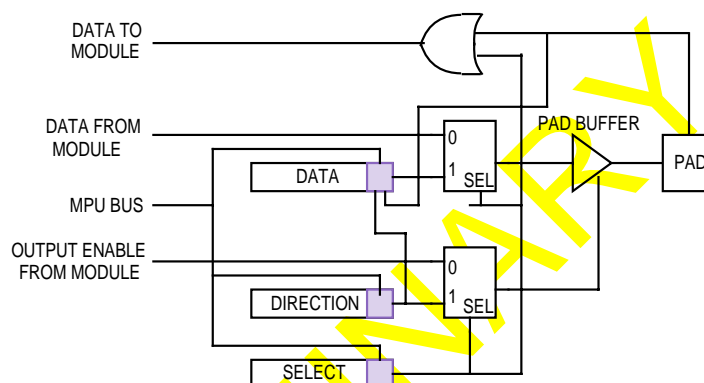 DATA TO
MODULE
DATA FROM
MODULE
0
1
SEL
PAD BUFFER
PAD
DATA
MPU BUS
OUTPUT ENABLE
FROM MODULE
0
1
SEL
DIRECTION
SELECT
NARY